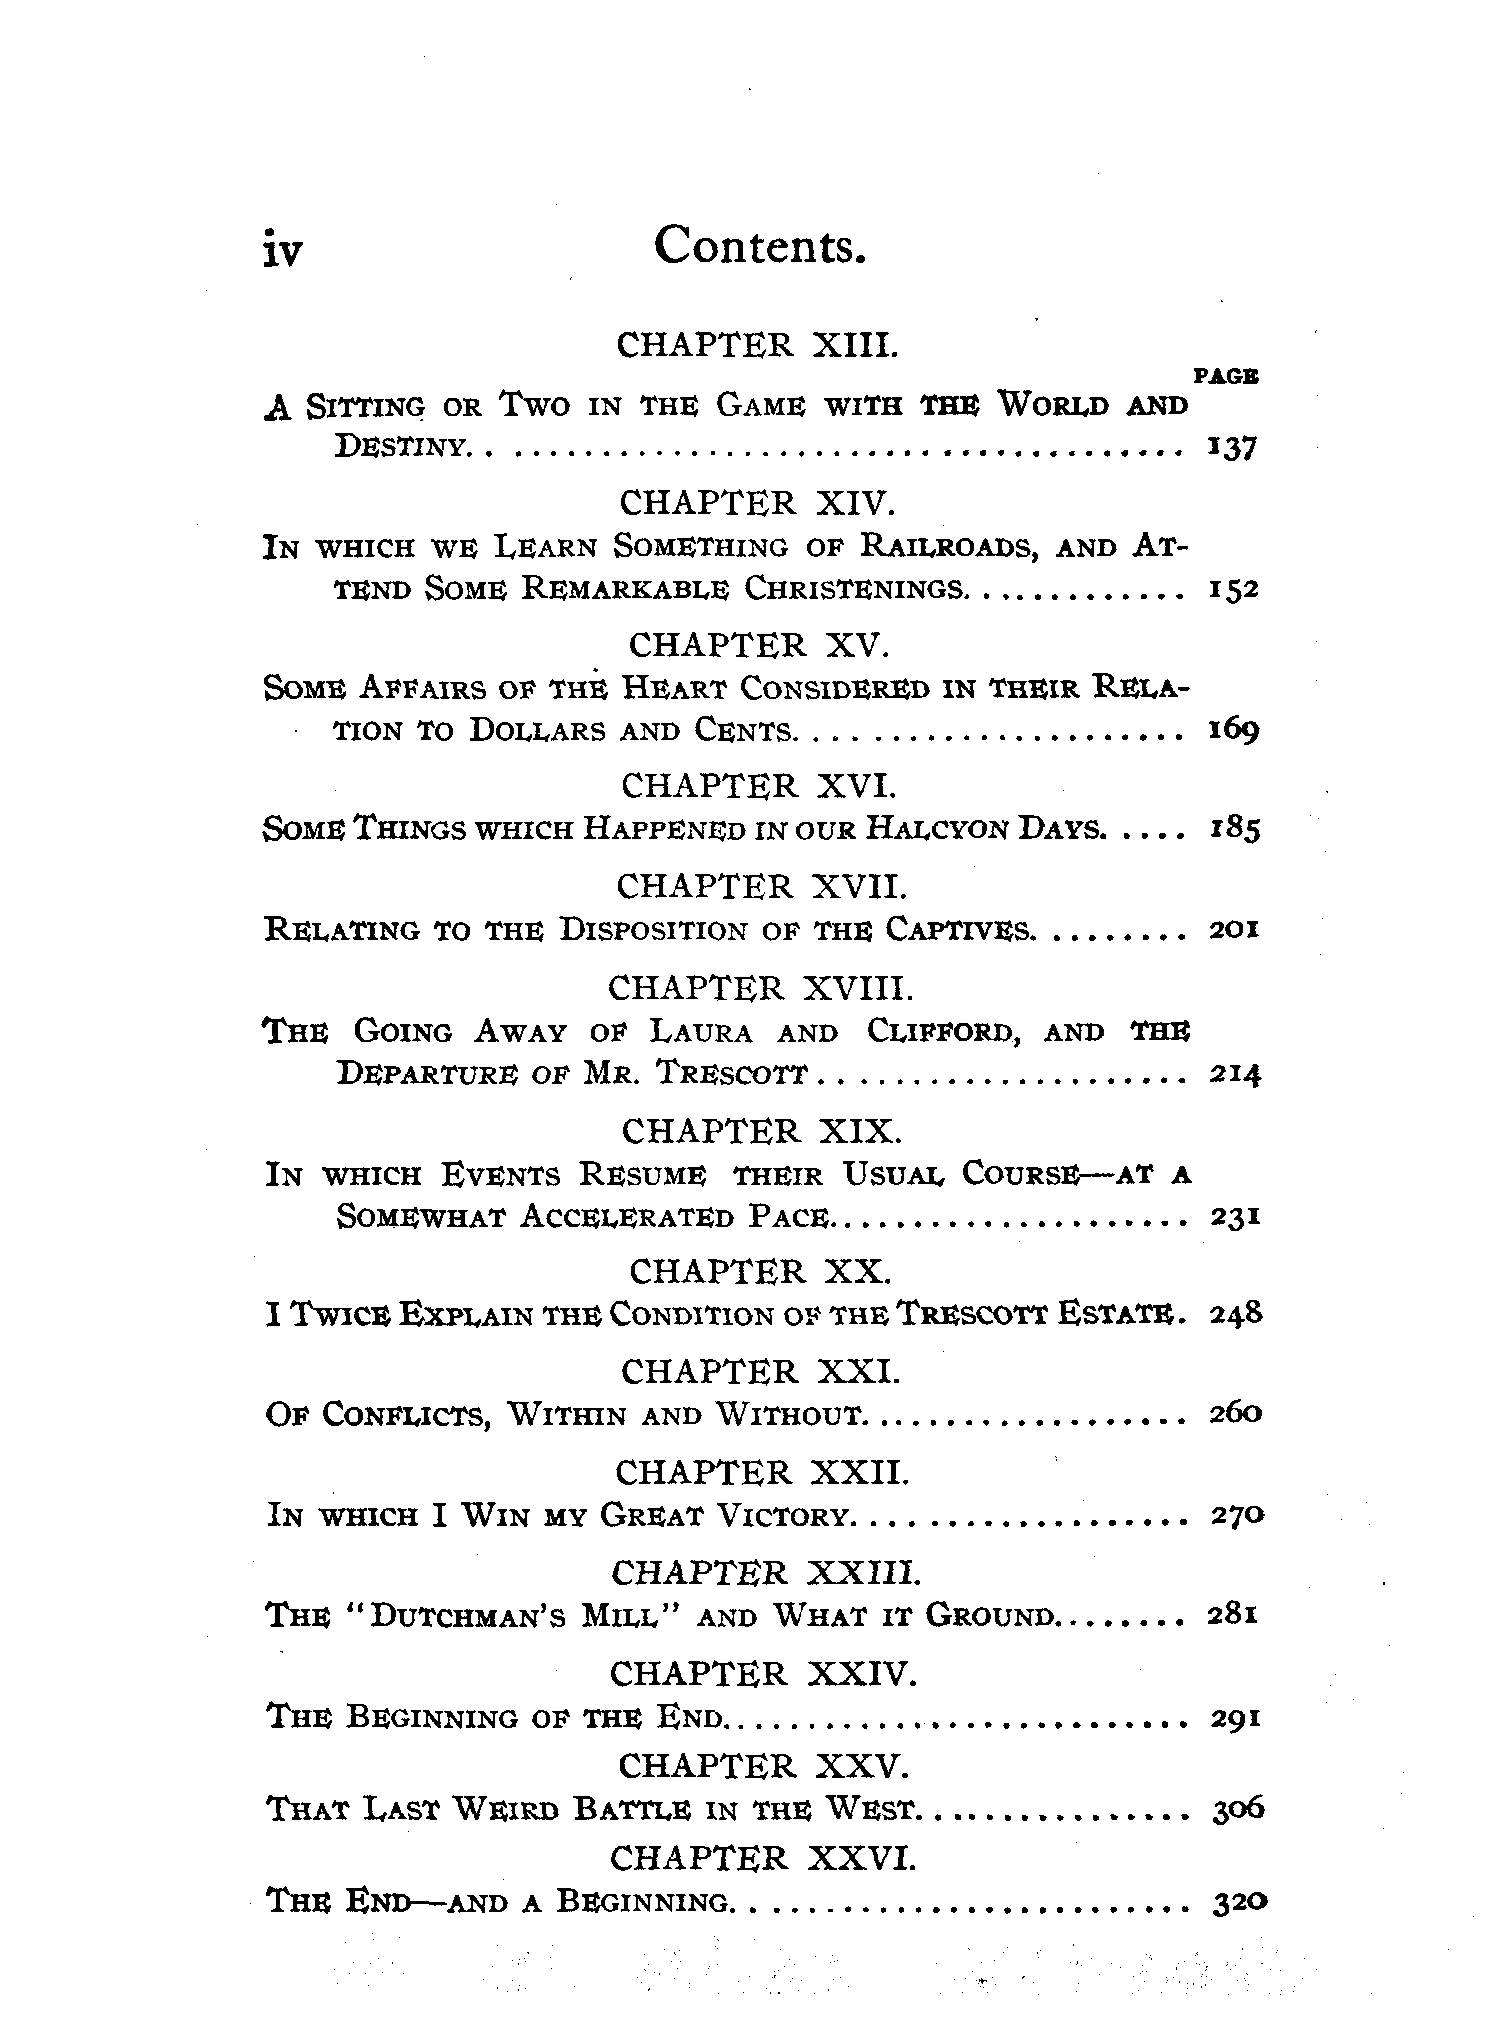 iv Contents.
CHAPTER XIII.
PAGE
A Sitting or Two in the Game with the World and
Destiny. . . . . . . . . . . . . . . . . . . . . . . . . . . . . . . . . . . . . . . . 137
CHAPTER XIV.
In which we Learn Something of Railroads, and At-
tend Some Remarkable Christenings. . . . . . . . . . . . . 152
CHAPTER XV.
Some Affairs of the Heart Considered in their Rela-
tion to Dollars and Cents. . . . . . . . . . . . . . . . . . . . . . 169
CHAPTER XVI.
Some Things which Happened in our Halcyon Days. . . . . 185
CHAPTER XVII.
Relating to the Disposition of the Captives. . . . . . . . . 201
CHAPTER XVIII.
The Going Away of Laura and Clifford, and the
Departure of Mr. Trescott . . . . . . . . . . . . . . . . . . . . . 214
CHAPTER XIX.
In which Events Resume their Usual Course—at a
Somewhat Accelerated Pace. . . . . . . . . . . . . . . . . . . . . 231
CHAPTER XX.
I Twice Explain the Condition of the Trescott Estate. 248
CHAPTER XXI.
Of Conflicts, Within and Without. . . . . . . . . . . . . . . . . . . 260
CHAPTER XXII.
In which I Win my Great Victory. . . . . . . . . . . . . . . . . . . 270
CHAPTER XXIII.
The "Dutchman's Mill" and What it Ground. . . . . . . . 281
CHAPTER XXIV.
The Beginning of the End. . . . . . . . . . . . . . . . . . . . . . . . . . . 291
CHAPTER XXV.
That Last Weird Battle in the West. . . . . . . . . . . . . . . . 306
CHAPTER XXVI.
The End—and a Beginning. . . . . . . . . . . . . . . . . . . . . . . . . . 320